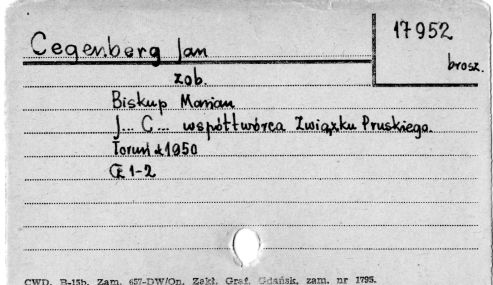 Cegenberg Jan
17952
brosz.
zob.
Biskup Marian
J... C... współtwórca Związku Pruskiego.
Toruń 1950
1-2
CWD. B-15b. Zam. 657-DW/On. Zakł. Graf. Gdańsk, zam. nr 1795.